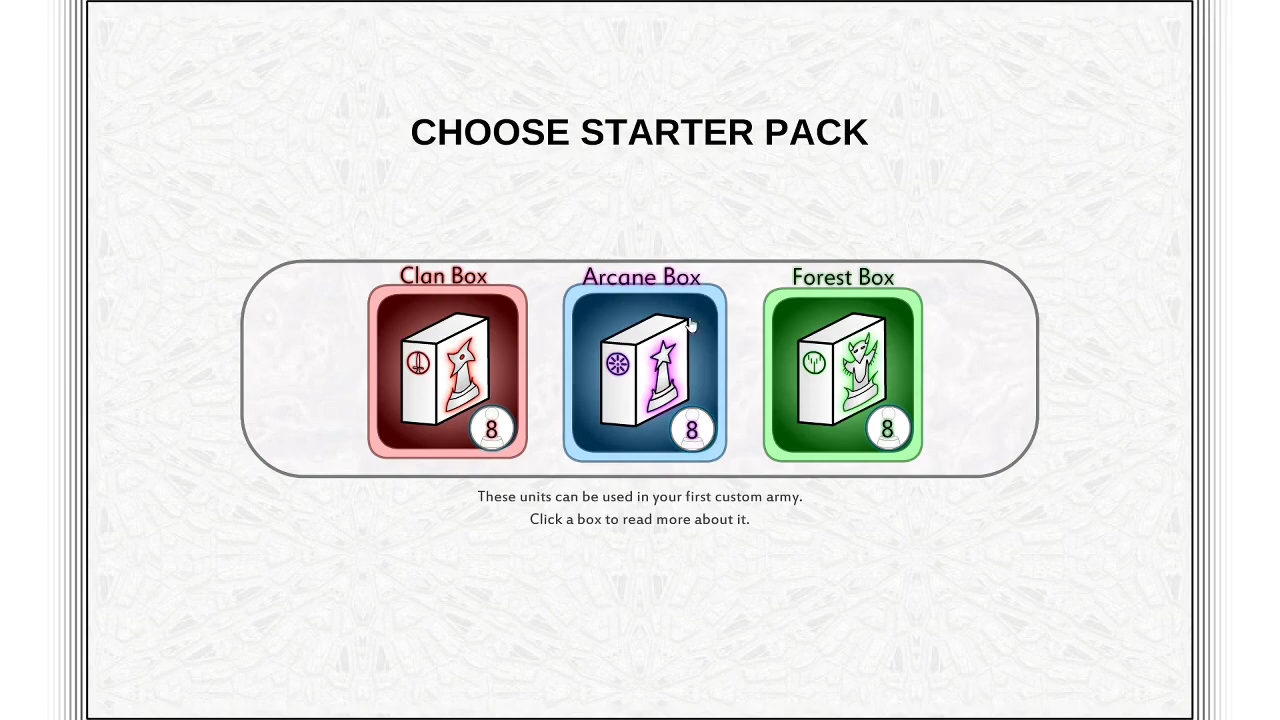 CHOOSE STARTER PACK
Clan Box
Arcane Box
Forest Box
8
8
8
These units can be used in your first custom army.
Click a box to read more about it.